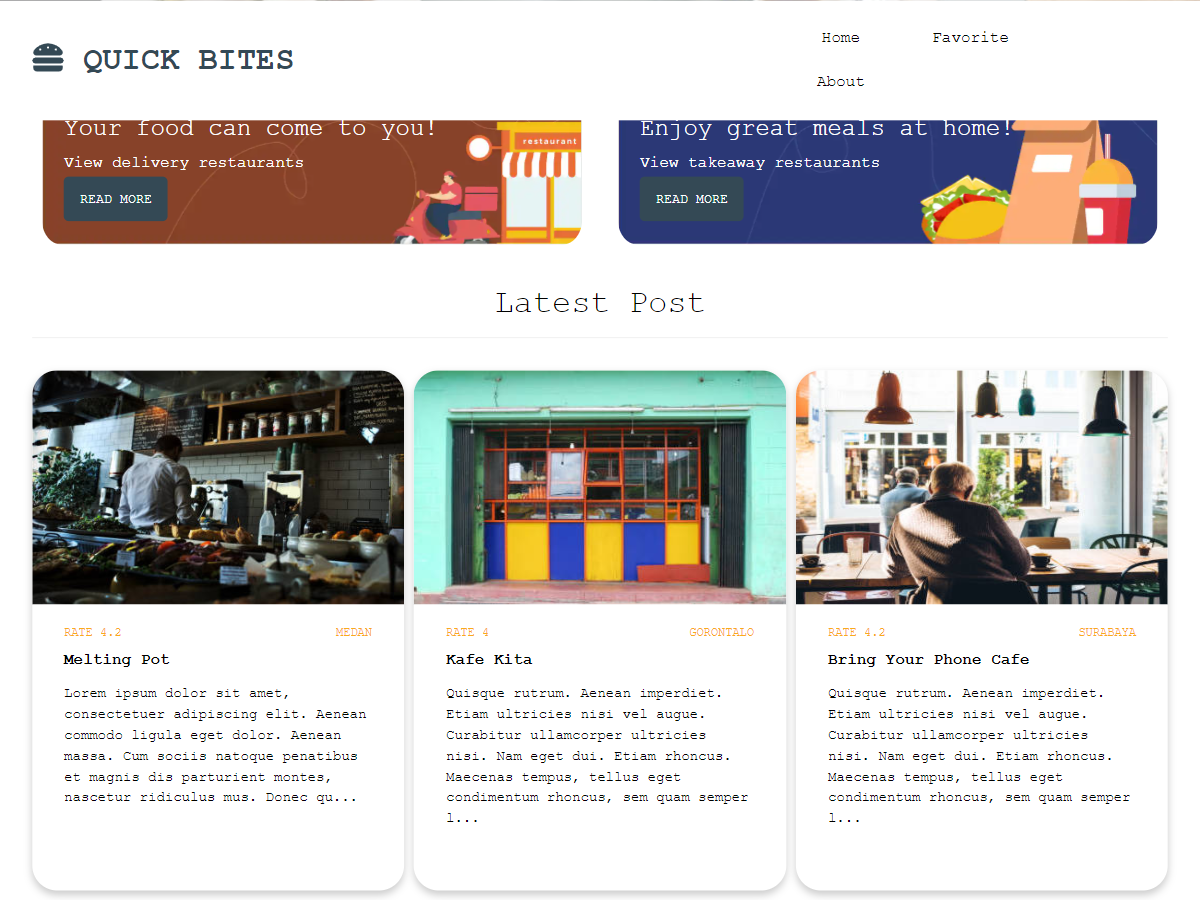 QUICK BITES
Home
Favorite
About
Your food can come to you!
View delivery restaurants
READ MORE
restaurant
Enjoy great meals at home!
View takeaway restaurants
READ MORE
Latest Post
RATE 4.2
MEDAN
Melting Pot
Lorem ipsum dolor sit amet,
consectetuer adipiscing elit. Aenean
commodo ligula eget dolor. Aenean
massa. Cum sociis natoque penatibus
et magnis dis parturient montes,
nascetur ridiculus mus. Donec qu...
RATE 4
GORONTALO
Kafe Kita
Quisque rutrum. Aenean imperdiet.
Etiam ultricies nisi vel augue.
Curabitur ullamcorper ultricies
nisi. Nam eget dui. Etiam rhoncus.
Maecenas tempus, tellus eget
condimentum rhoncus, sem quam semper
l...
RATE 4.2
SURABAYA
Bring Your Phone Cafe
Quisque rutrum. Aenean imperdiet.
Etiam ultricies nisi vel augue.
Curabitur ullamcorper ultricies
nisi. Nam eget dui. Etiam rhoncus.
Maecenas tempus, tellus eget
condimentum rhoncus, sem quam semper
l...